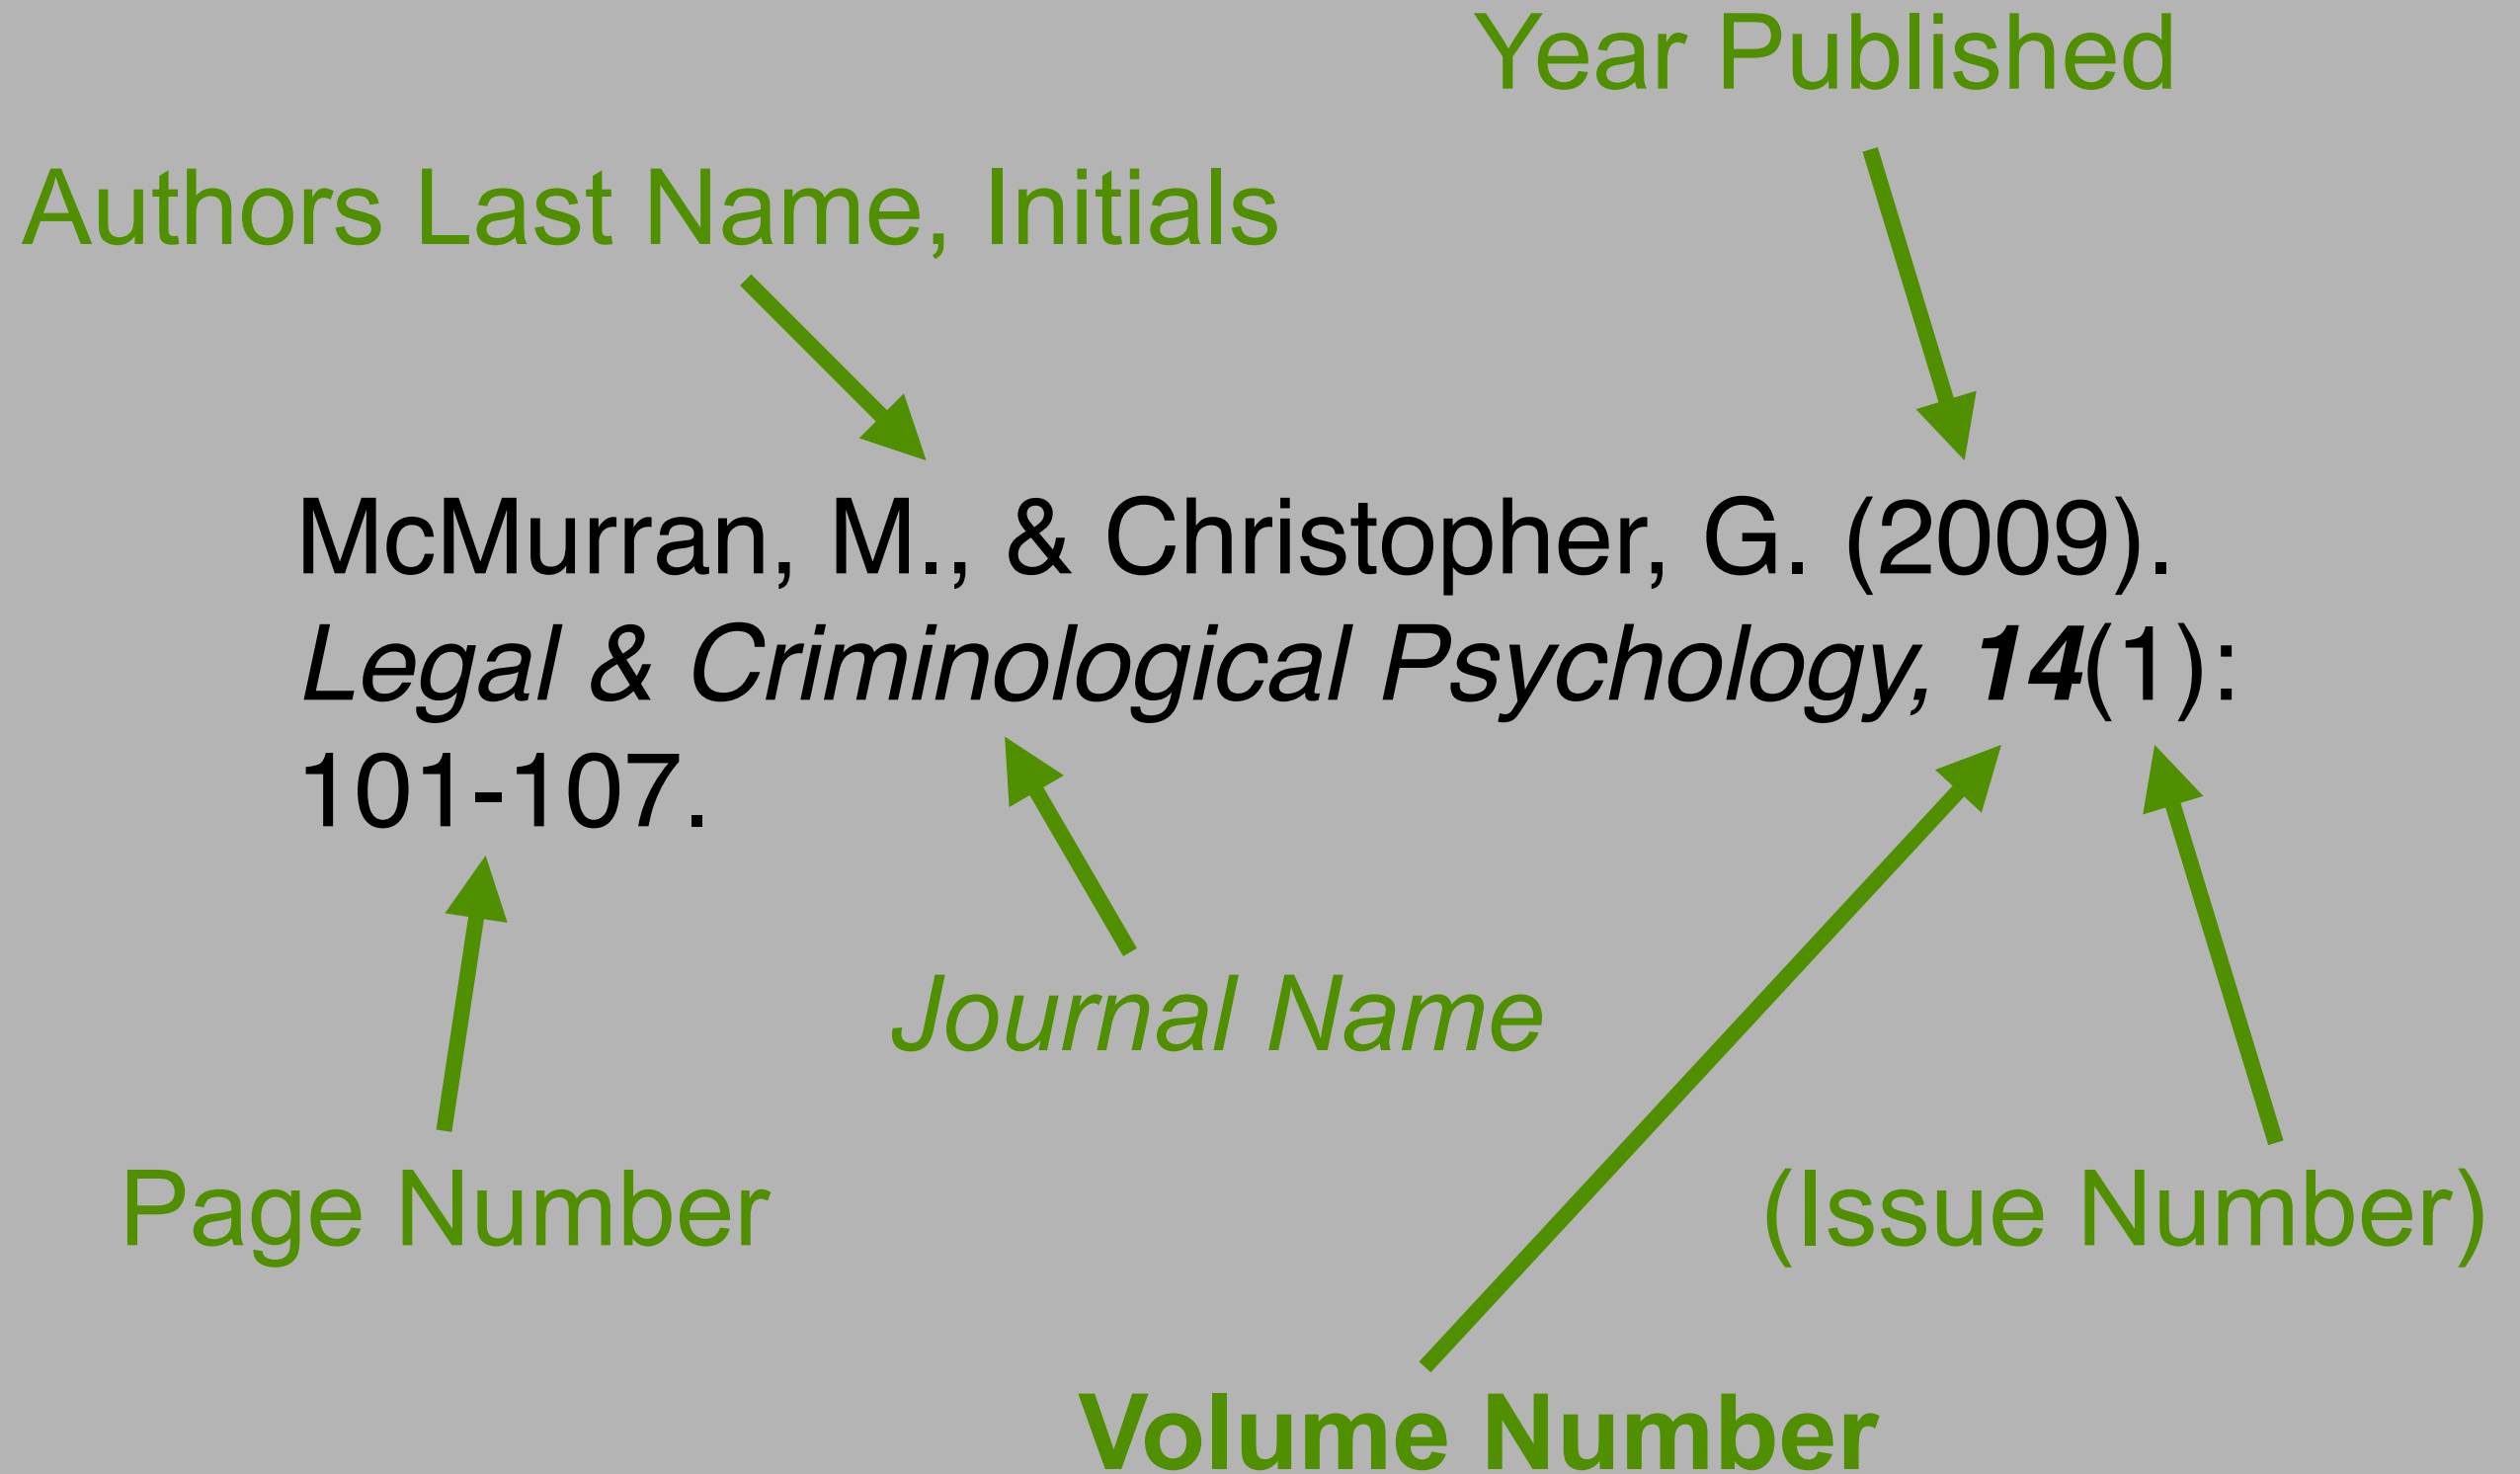 Year Published
Authors Last Name, Initials
McMurran, M., & Christopher, G. (2009).
Legal & Criminological Psychology, 14(1):
101-107.
Journal Name
Page Number
(Issue Number)
Volume Number